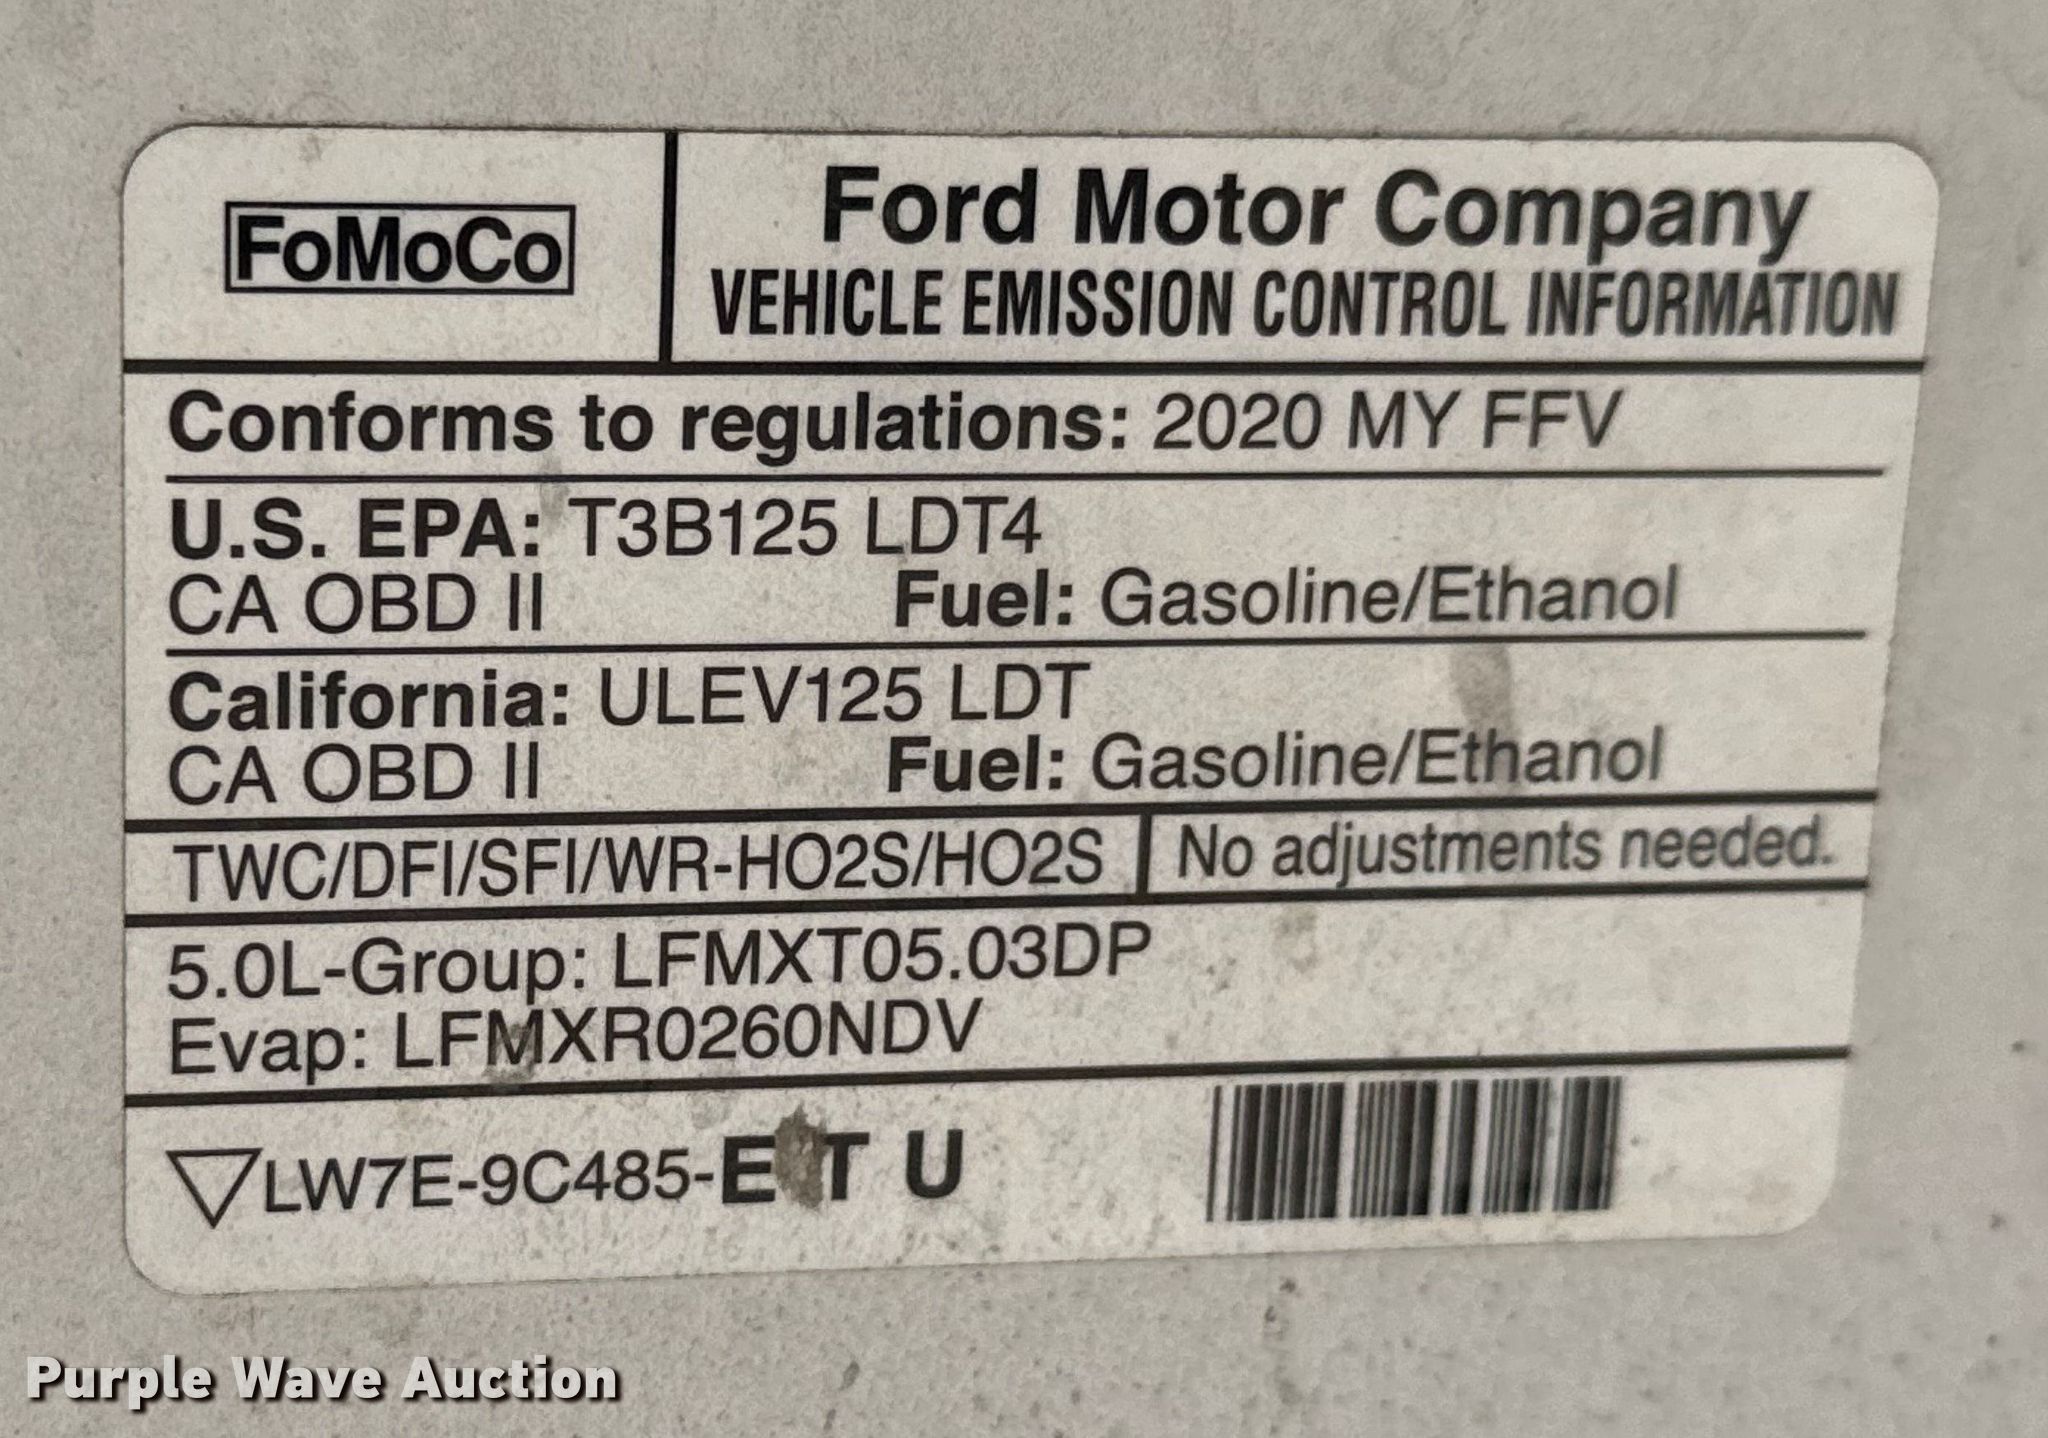 FoMoCo
Ford Motor Company
VEHICLE EMISSION CONTROL INFORMATION
Conforms to regulations: 2020 MY FFV
U.S. EPA: T3B125 LDT4
CA OBD II Fuel: Gasoline/Ethanol
California: ULEV125 LDT
CA OBD II Fuel: Gasoline/Ethanol
TWC/DFI/SFI/WR-HO2S/HO2S No adjustments needed.
5.0L-Group: LFMXT05.03DP
Evap: LFMXR0260NDV
LW7E-9C485-E T U
Purple Wave Auction